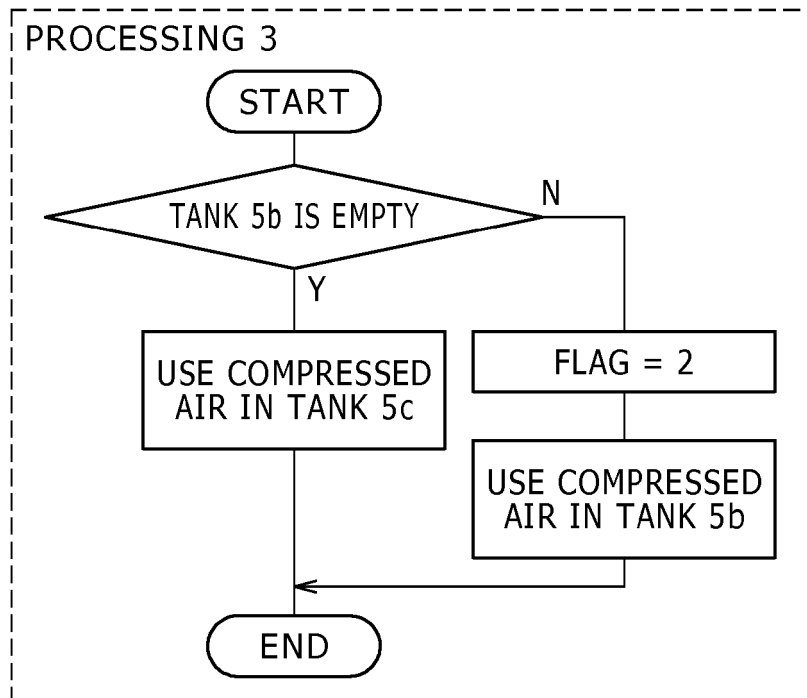 PROCESSING 3
START
TANK 5b IS EMPTY
N
Y
USE COMPRESSED
AIR IN TANK 5c
FLAG = 2
USE COMPRESSED
AIR IN TANK 5b
END